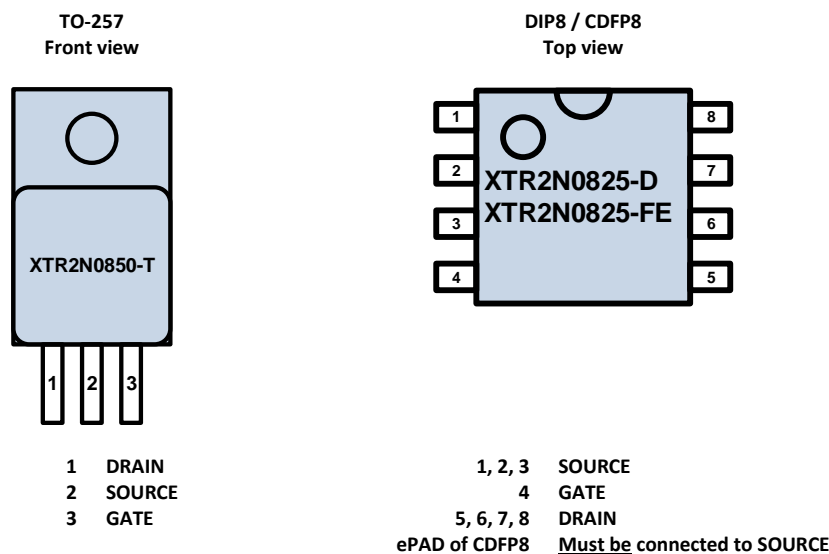 TO-257
Front view
XTR2N0850-T
1
2
3
1 DRAIN
2 SOURCE
3 GATE
DIP8 / CDFP8
Top view
1
2
3
4
8
7
6
5
XTR2N0825-D
XTR2N0825-FE
1, 2, 3 SOURCE
4 GATE
5, 6, 7, 8 DRAIN
ePAD of CDFP8 Must be connected to SOURCE